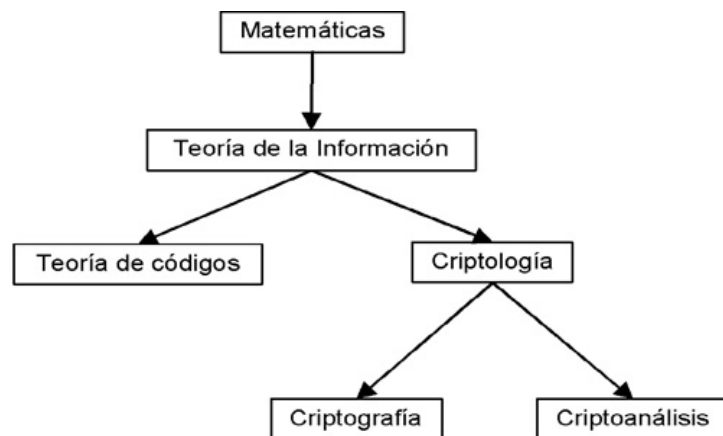 Matemáticas
Teoría de la Información
Teoría de códigos
Criptología
Criptografía
Criptoanálisis